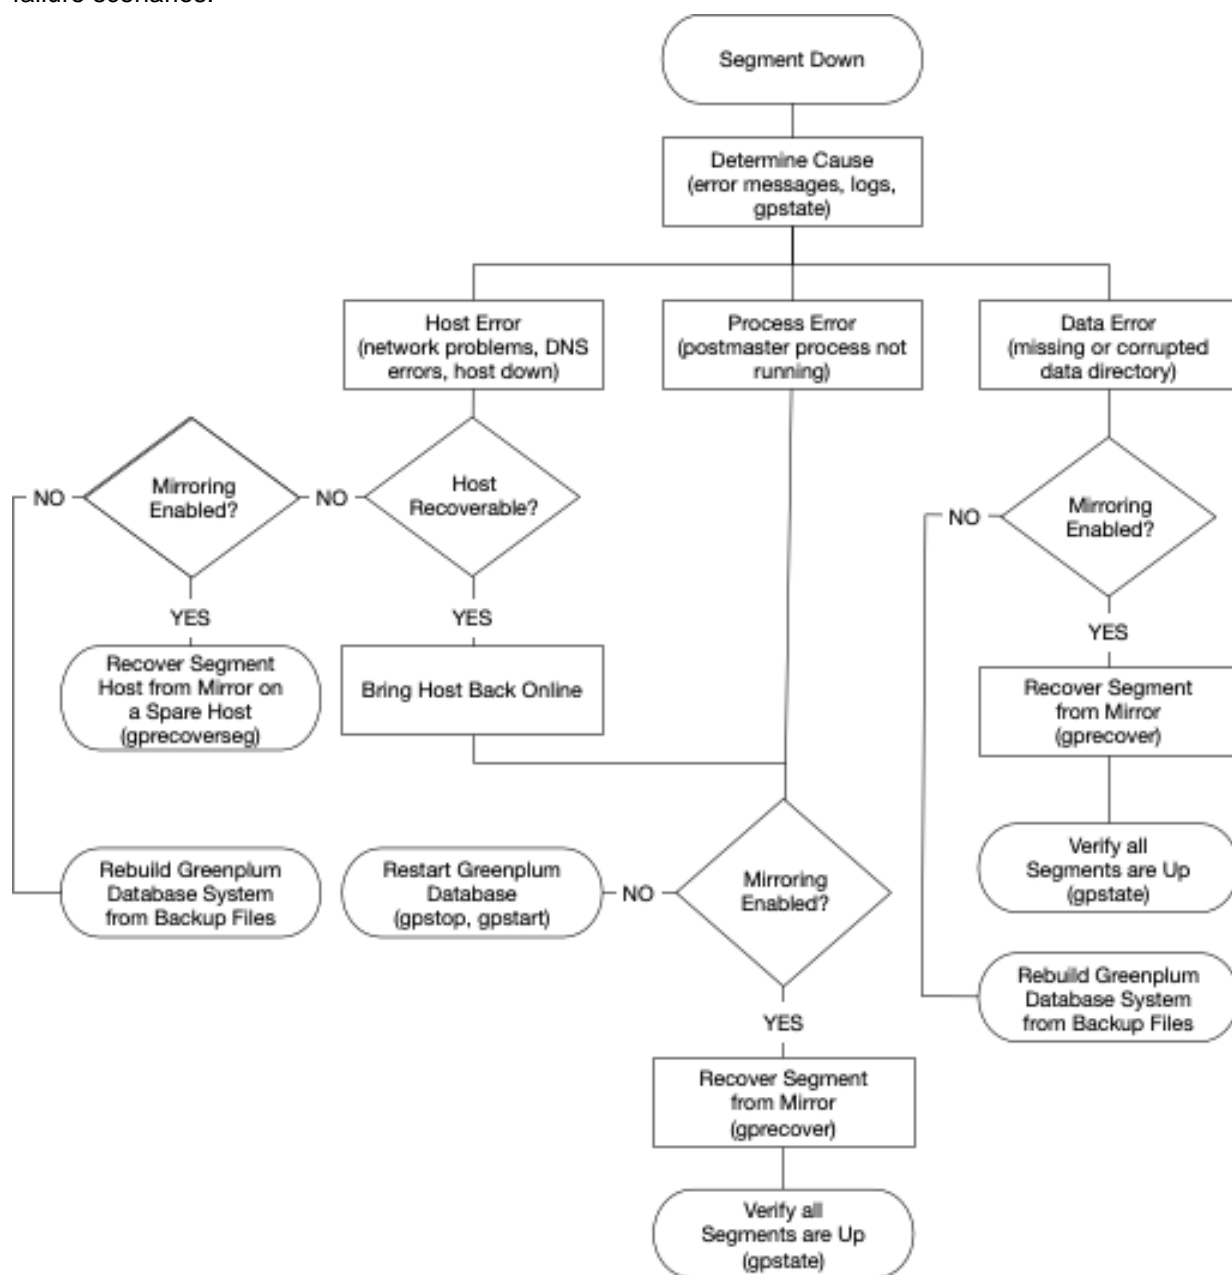 failure scenarios.
Segment Down
Determine Cause
(error messages, logs,
gpstate)
Host Error
(network problems, DNS
errors, host down)
Process Error
(postmaster process not
running)
Data Error
(missing or corrupted
data directory)
NO
Mirroring
Enabled?
NO
Host
Recoverable?
NO
Mirroring
Enabled?
YES
YES
YES
Recover Segment
Host from Mirror on
a Spare Host
(gprecoverseg)
Bring Host Back Online
Recover Segment
from Mirror
(gprecover)
Rebuild Greenplum
Database System
from Backup Files
Restart Greenplum
Database
(gpstop, gpstart)
NO
Mirroring
Enabled?
Verify all
Segments are Up
(gpstate)
Rebuild Greenplum
Database System
from Backup Files
YES
Recover Segment
from Mirror
(gprecover)
Verify all
Segments are Up
(gpstate)